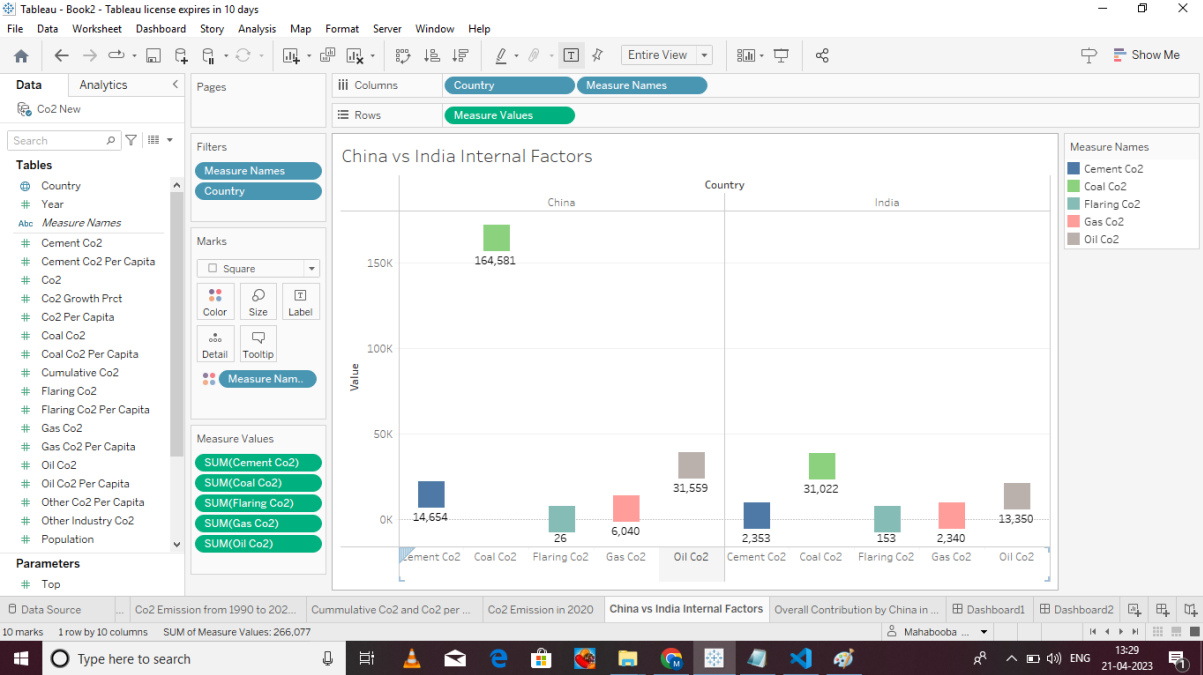 Tableau - Book2 - Tableau license expires in 10 days
File Data Worksheet Dashboard Story Analysis Map Format Server Window Help
Entire View
Show Me
Data Analytics
Co2 New
Search
Tables
Country
Year
Abc Measure Names
Cement Co2
Cement Co2 Per Capita
Co2
Co2 Growth Prct
Co2 Per Capita
Coal Co2
Coal Co2 Per Capita
Cumulative Co2
Flaring Co2
Flaring Co2 Per Capita
Gas Co2
Gas Co2 Per Capita
Oil Co2
Oil Co2 Per Capita
Other Co2 Per Capita
Other Industry Co2
Population
Parameters
Top
Pages
Filters
Measure Names
Country
Marks
Square
Color Size Label
Detail Tooltip
Measure Nam..
Measure Values
SUM(Cement Co2)
SUM(Coal Co2)
SUM(Flaring Co2)
SUM(Gas Co2)
SUM(Oil Co2)
Columns Country Measure Names
Rows Measure Values
China vs India Internal Factors
Country
China India
Value
150K
100K
50K
0K
164,581
31,559
14,654
26
6,040
31,022
13,350
2,353
153
2,340
Cement Co2 Coal Co2 Flaring Co2 Gas Co2 Oil Co2 Cement Co2 Coal Co2 Flaring Co2 Gas Co2 Oil Co2
Measure Names
Cement Co2
Coal Co2
Flaring Co2
Gas Co2
Oil Co2
Data Source ... Co2 Emission from 1990 to 202... Cummulative Co2 and Co2 per ... Co2 Emission in 2020 China vs India Internal Factors Overall Contribution by China in ... Dashboard1 Dashboard2
10 marks 1 row by 10 columns SUM of Measure Values: 266,077 Mahabooba ...
Type here to search
M
ENG
13:29
21-04-2023
1